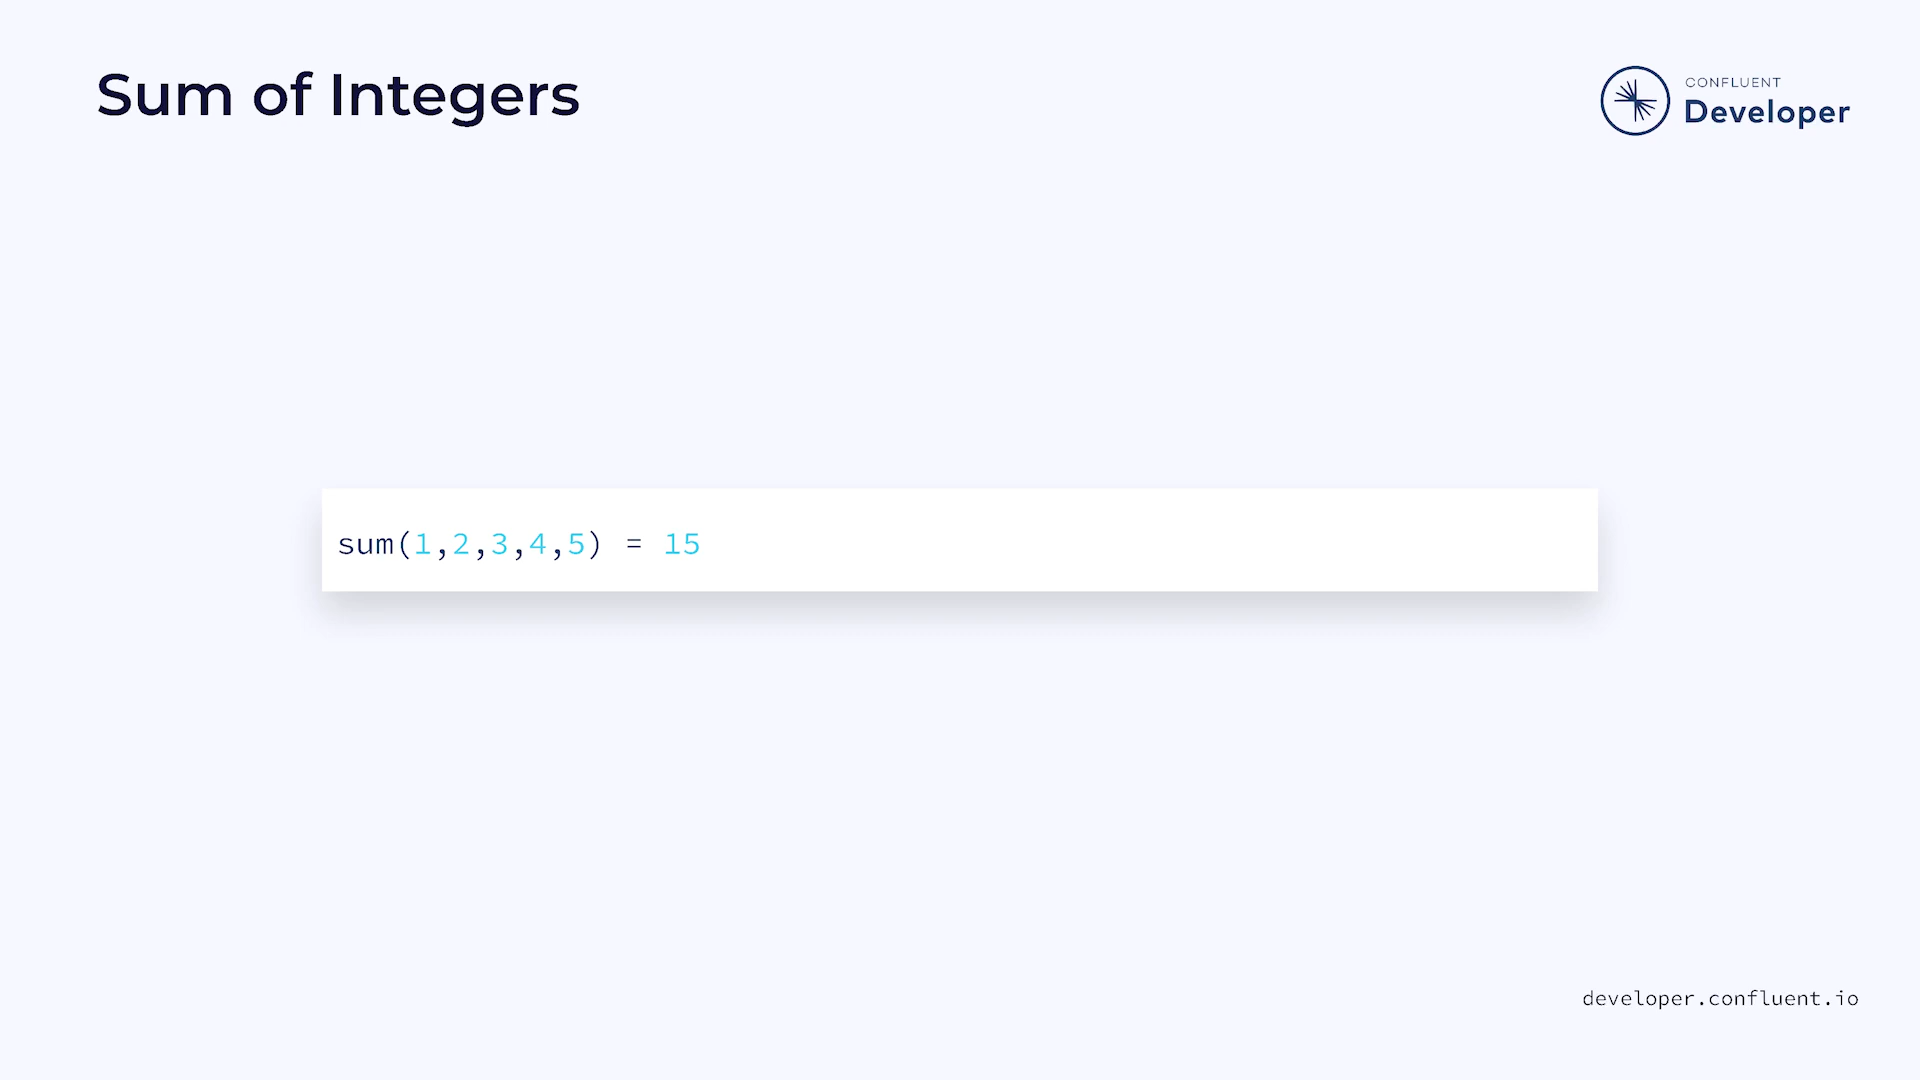 Sum of Integers
CONFLUENT
Developer
sum(1,2,3,4,5) = 15
developer.confluent.io